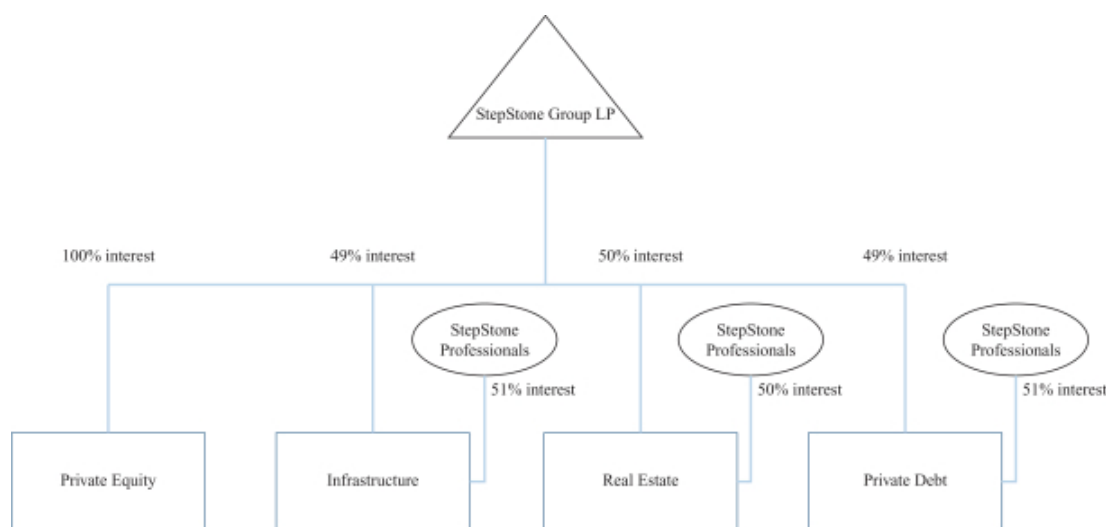 StepStone Group LP
100% interest
49% interest
50% interest
49% interest
StepStone
Professionals
StepStone
Professionals
StepStone
Professionals
51% interest
50% interest
51% interest
Private Equity
Infrastructure
Real Estate
Private Debt